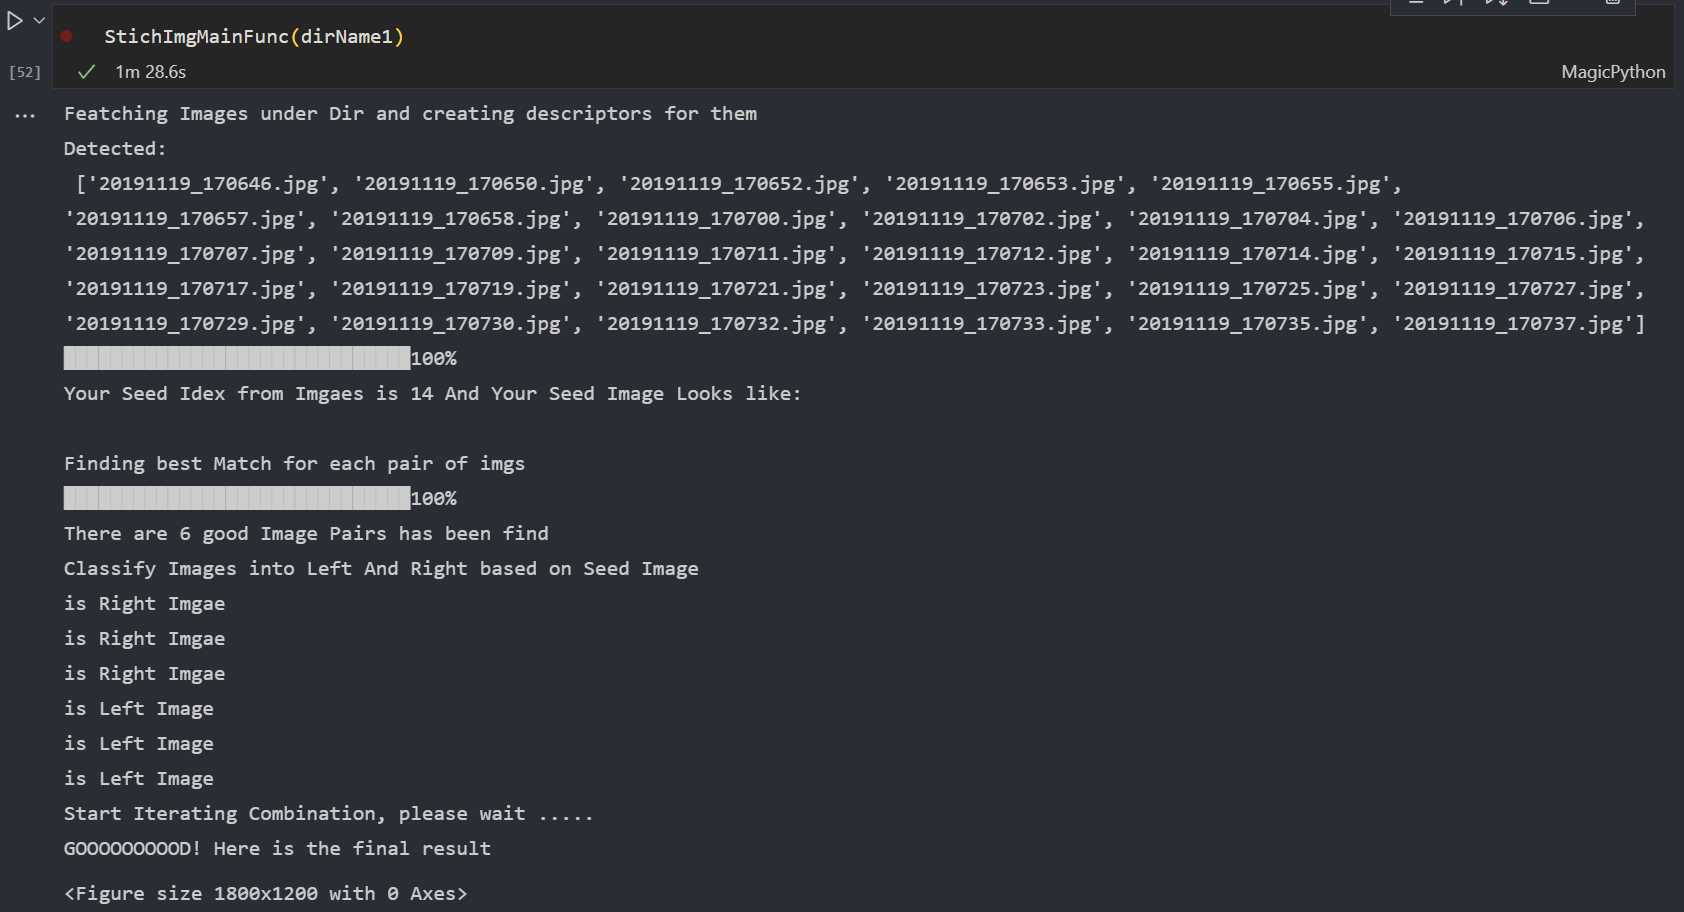 StichImgMainFunc(dirName1)
[52]
1m 28.6s
MagicPython
Featching Images under Dir and creating descriptors for them
Detected:
['20191119_170646.jpg', '20191119_170650.jpg', '20191119_170652.jpg', '20191119_170653.jpg', '20191119_170655.jpg',
'20191119_170657.jpg', '20191119_170658.jpg', '20191119_170700.jpg', '20191119_170702.jpg', '20191119_170704.jpg', '20191119_170706.jpg',
'20191119_170707.jpg', '20191119_170709.jpg', '20191119_170711.jpg', '20191119_170712.jpg', '20191119_170714.jpg', '20191119_170715.jpg',
'20191119_170717.jpg', '20191119_170719.jpg', '20191119_170721.jpg', '20191119_170723.jpg', '20191119_170725.jpg', '20191119_170727.jpg',
'20191119_170729.jpg', '20191119_170730.jpg', '20191119_170732.jpg', '20191119_170733.jpg', '20191119_170735.jpg', '20191119_170737.jpg']
100%
Your Seed Idex from Imgaes is 14 And Your Seed Image Looks like:
Finding best Match for each pair of imgs
100%
There are 6 good Image Pairs has been find
Classify Images into Left And Right based on Seed Image
is Right Imgae
is Right Imgae
is Right Imgae
is Left Image
is Left Image
is Left Image
Start Iterating Combination, please wait .....
GOOOOOOOOOD! Here is the final result
<Figure size 1800x1200 with 0 Axes>